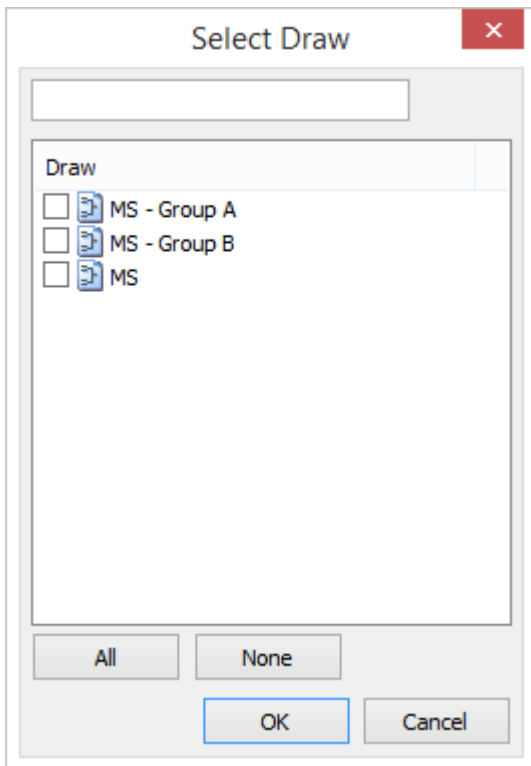 Select Draw
Draw
MS - Group A
MS - Group B
MS
All None
OK Cancel